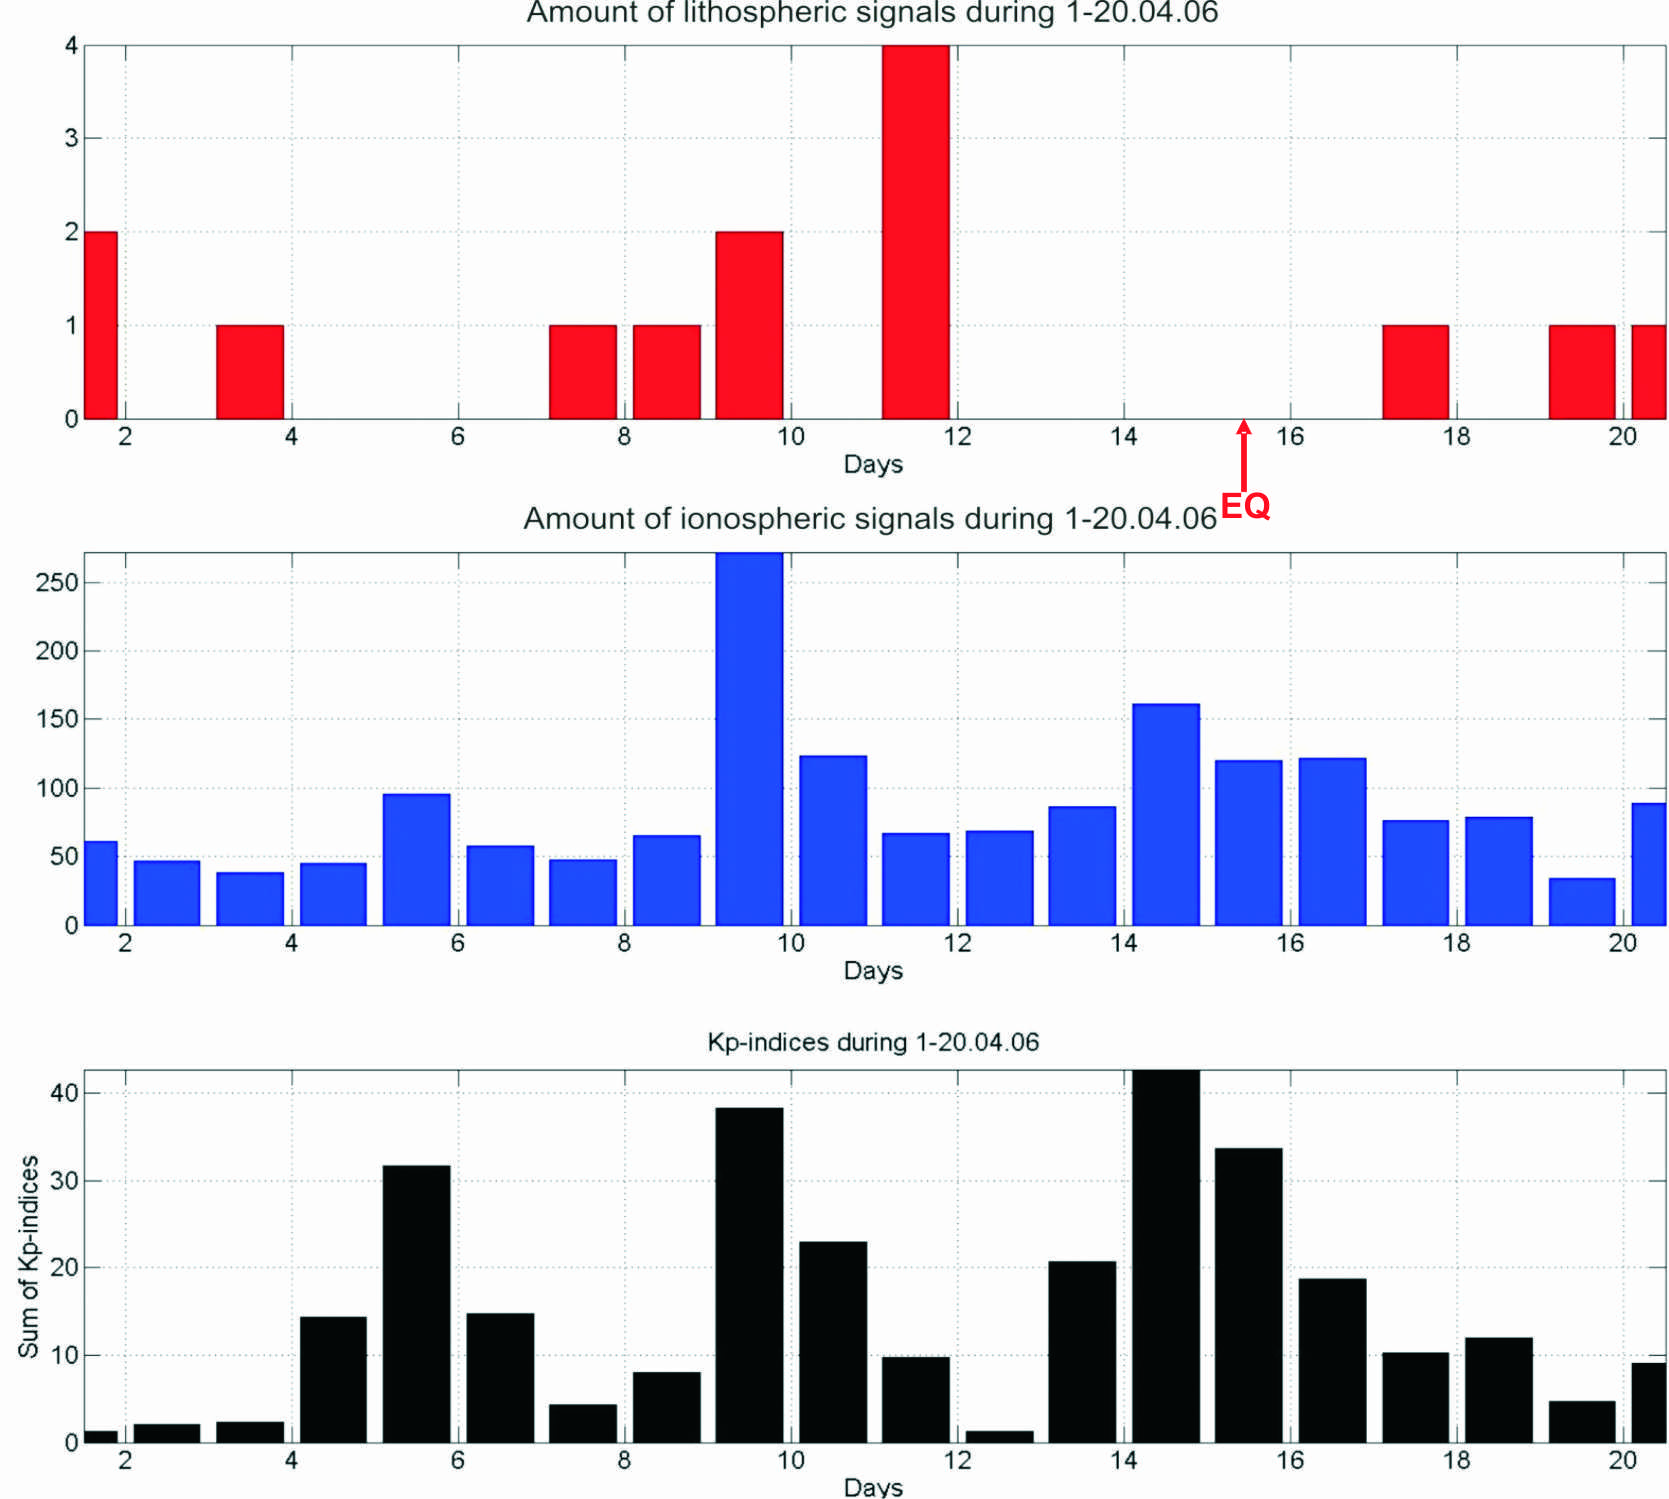 Amount of lithospheric signals during 1-20.04.06
4
3
2
1
0
2 4 6 8 10 12 14 16 18 20
Days
EQ
Amount of ionospheric signals during 1-20.04.06
250
200
150
100
50
0
2 4 6 8 10 12 14 16 18 20
Days
Kp-indices during 1-20.04.06
Sum of Kp-indices
40
30
20
10
0
2 4 6 8 10 12 14 16 18 20
Days